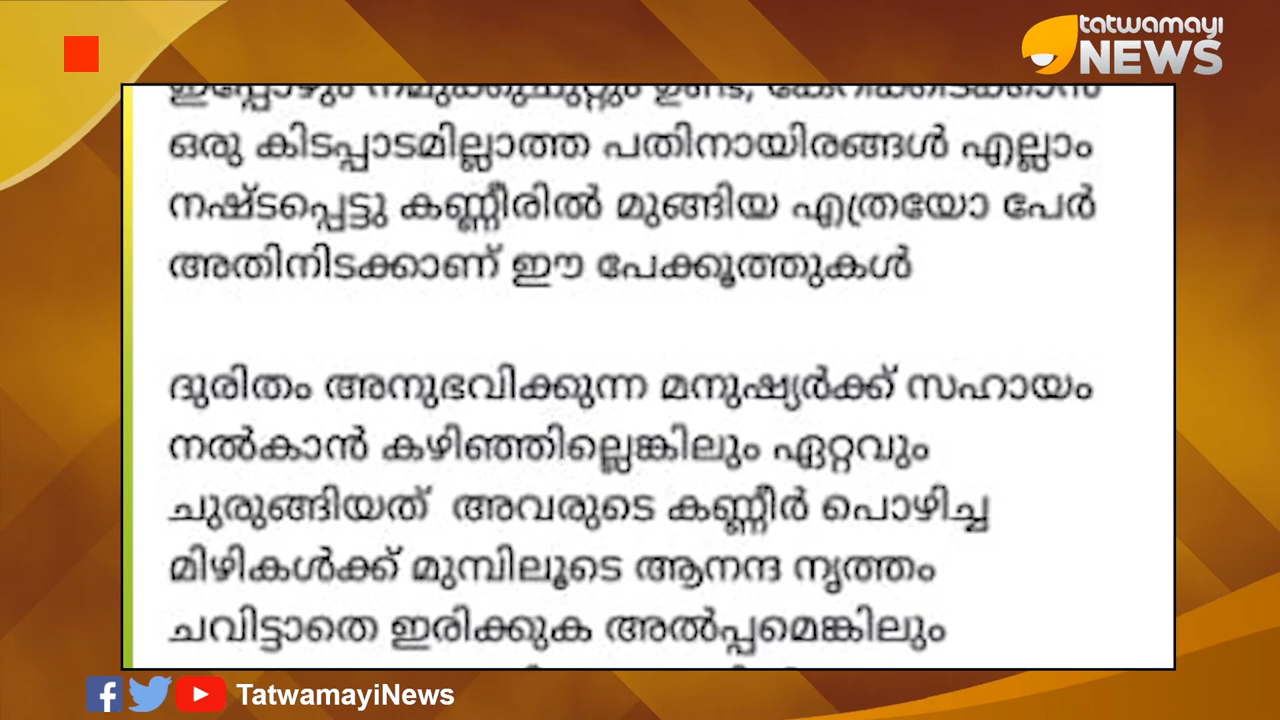 tatwamayi
NEWS
ഒരു കിടപ്പാടമില്ലാത്ത പതിനായിരങ്ങൾ എല്ലാം
നഷ്ടപ്പെട്ടു കണ്ണീരിൽ മുങ്ങിയ എത്രയോ പേർ
അതിനിടക്കാണ് ഈ പേക്കൂത്തുകൾ
ദുരിതം അനുഭവിക്കുന്ന മനുഷ്യർക്ക് സഹായം
നൽകാൻ കഴിഞ്ഞില്ലെങ്കിലും ഏറ്റവും
ചുരുങ്ങിയത് അവരുടെ കണ്ണീർ പൊഴിച്ച
മിഴികൾക്ക് മുമ്പിലൂടെ ആനന്ദ നൃത്തം
ചവിട്ടാതെ ഇരിക്കുക അൽപ്പമെങ്കിലും
TatwamayiNews